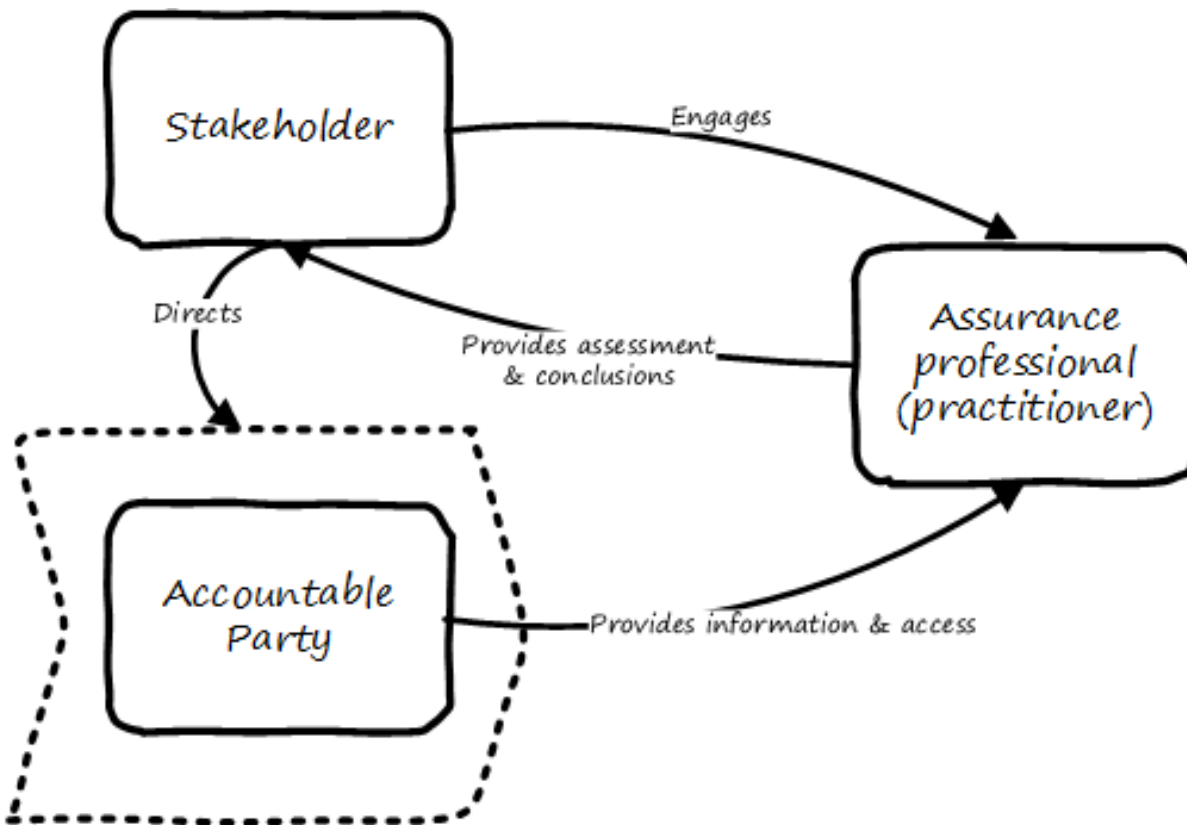 Stakeholder
Engages
Directs
Provides assessment
& conclusions
Assurance
professional
(practitioner)
Accountable
Party
Provides information & access